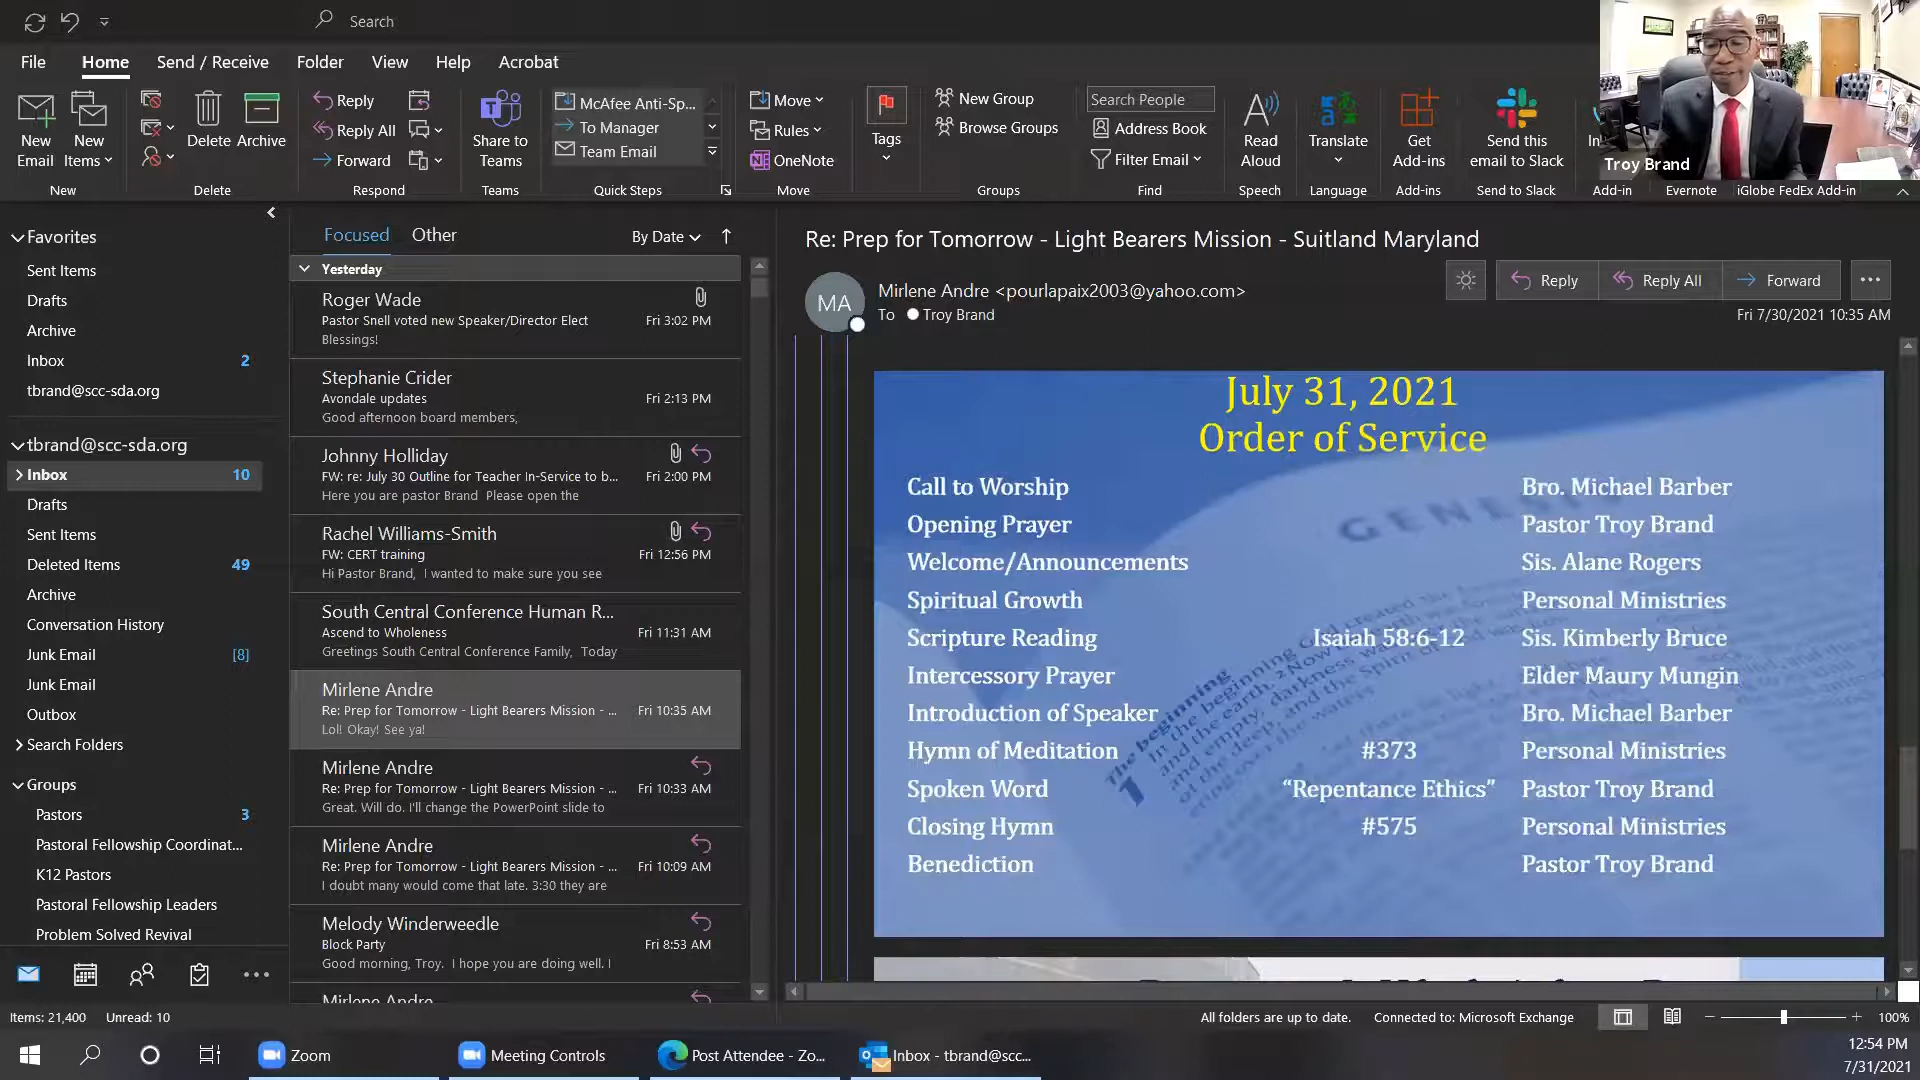 Search
File Home Send / Receive Folder View Help Acrobat
New Email
New Items
Delete
Archive
Reply
Reply All
Forward
Share to Teams
McAfee Anti-Sp...
To Manager
Team Email
Move
Rules
OneNote
Tags
New Group
Browse Groups
Search People
Address Book
Filter Email
Read Aloud
Translate
Get Add-ins
Send this email to Slack
New Delete Respond Teams Quick Steps Move Groups Find Speech Language Add-ins Send to Slack Add-in Evernote iGlobe FedEx Add-in
Troy Brand
Favorites
Sent Items
Drafts
Archive
Inbox 2
tbrand@scc-sda.org
tbrand@scc-sda.org
Inbox 10
Drafts
Sent Items
Deleted Items 49
Archive
Conversation History
Junk Email [8]
Junk Email
Outbox
Search Folders
Groups
Pastors 3
Pastoral Fellowship Coordinat...
K12 Pastors
Pastoral Fellowship Leaders
Problem Solved Revival
Items: 21,400 Unread: 10
Focused Other By Date
Yesterday
Roger Wade
Pastor Snell voted new Speaker/Director Elect Fri 3:02 PM
Blessings!
Stephanie Crider
Avondale updates Fri 2:13 PM
Good afternoon board members,
Johnny Holliday
FW: re: July 30 Outline for Teacher In-Service to b... Fri 2:00 PM
Here you are pastor Brand Please open the
Rachel Williams-Smith
FW: CERT training Fri 12:56 PM
Hi Pastor Brand, I wanted to make sure you see
South Central Conference Human R...
Ascend to Wholeness Fri 11:31 AM
Greetings South Central Conference Family, Today
Mirlene Andre
Re: Prep for Tomorrow - Light Bearers Mission - ... Fri 10:35 AM
Lol! Okay! See ya!
Mirlene Andre
Re: Prep for Tomorrow - Light Bearers Mission - ... Fri 10:33 AM
Great. Will do. I'll change the PowerPoint slide to
Mirlene Andre
Re: Prep for Tomorrow - Light Bearers Mission - ... Fri 10:09 AM
I doubt many would come that late. 3:30 they are
Melody Winderweedle
Block Party Fri 8:53 AM
Good morning, Troy. I hope you are doing well. I
Mirlene Andre
Re: Prep for Tomorrow - Light Bearers Mission - Suitland Maryland
MA
Mirlene Andre <pourlapaix2003@yahoo.com>
To Troy Brand
Reply Reply All Forward
Fri 7/30/2021 10:35 AM
July 31, 2021
Order of Service
Call to Worship Bro. Michael Barber
Opening Prayer Pastor Troy Brand
Welcome/Announcements Sis. Alane Rogers
Spiritual Growth Personal Ministries
Scripture Reading Isaiah 58:6-12 Sis. Kimberly Bruce
Intercessory Prayer Elder Maury Mungin
Introduction of Speaker Bro. Michael Barber
Hymn of Meditation #373 Personal Ministries
Spoken Word “Repentance Ethics” Pastor Troy Brand
Closing Hymn #575 Personal Ministries
Benediction Pastor Troy Brand
All folders are up to date. Connected to: Microsoft Exchange 100%
Zoom
Meeting Controls
Post Attendee - Zo...
Inbox - tbrand@scc...
12:54 PM
7/31/2021